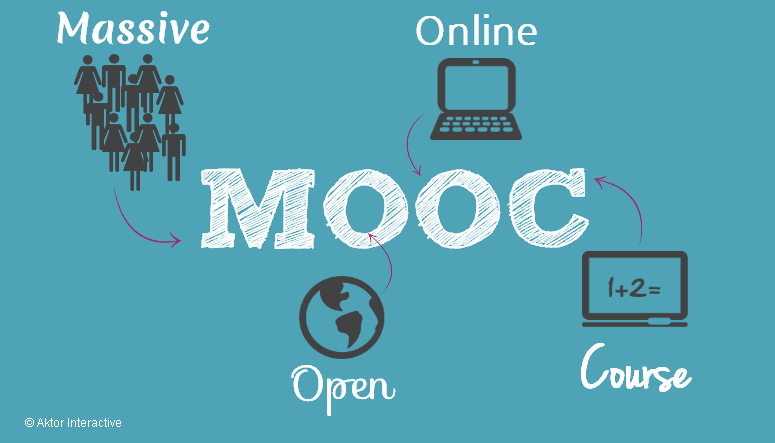 Massive
Online
MOOC
1+2=
Open
Course
© Aktor Interactive